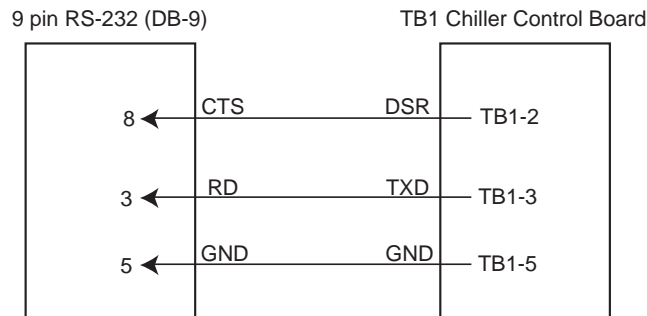 9 pin RS-232 (DB-9) TB1 Chiller Control Board
8 CTS DSR TB1-2
3 RD TXD TB1-3
5 GND GND TB1-5